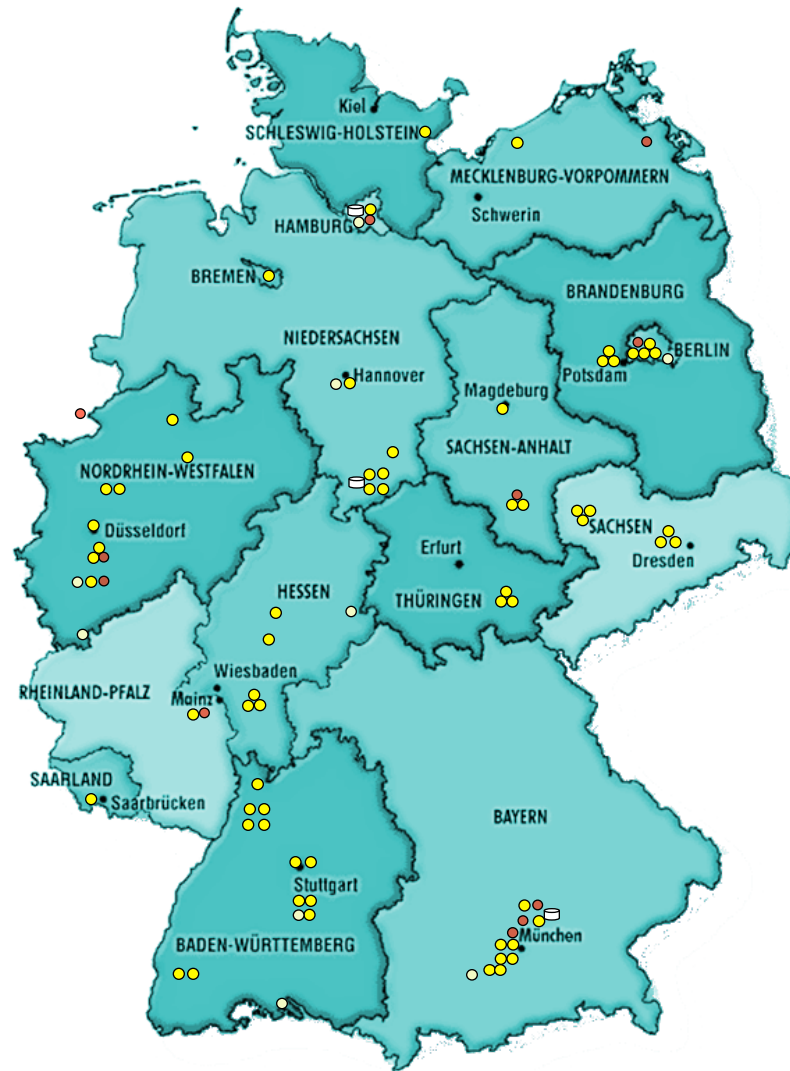 Kiel
SCHLESWIG-HOLSTEIN
MECKLENBURG-VORPOMMERN
Schwerin
HAMBURG
BREMEN
BRANDENBURG
NIEDERSACHSEN
BERLIN
Hannover
Potsdam
Magdeburg
SACHSEN-ANHALT
NORDRHEIN-WESTFALEN
SACHSEN
Düsseldorf
Erfurt
Dresden
HESSEN
THÜRINGEN
Wiesbaden
RHEINLAND-PFALZ
Mainz
SAARLAND
Saarbrücken
BAYERN
Stuttgart
München
BADEN-WÜRTTEMBERG